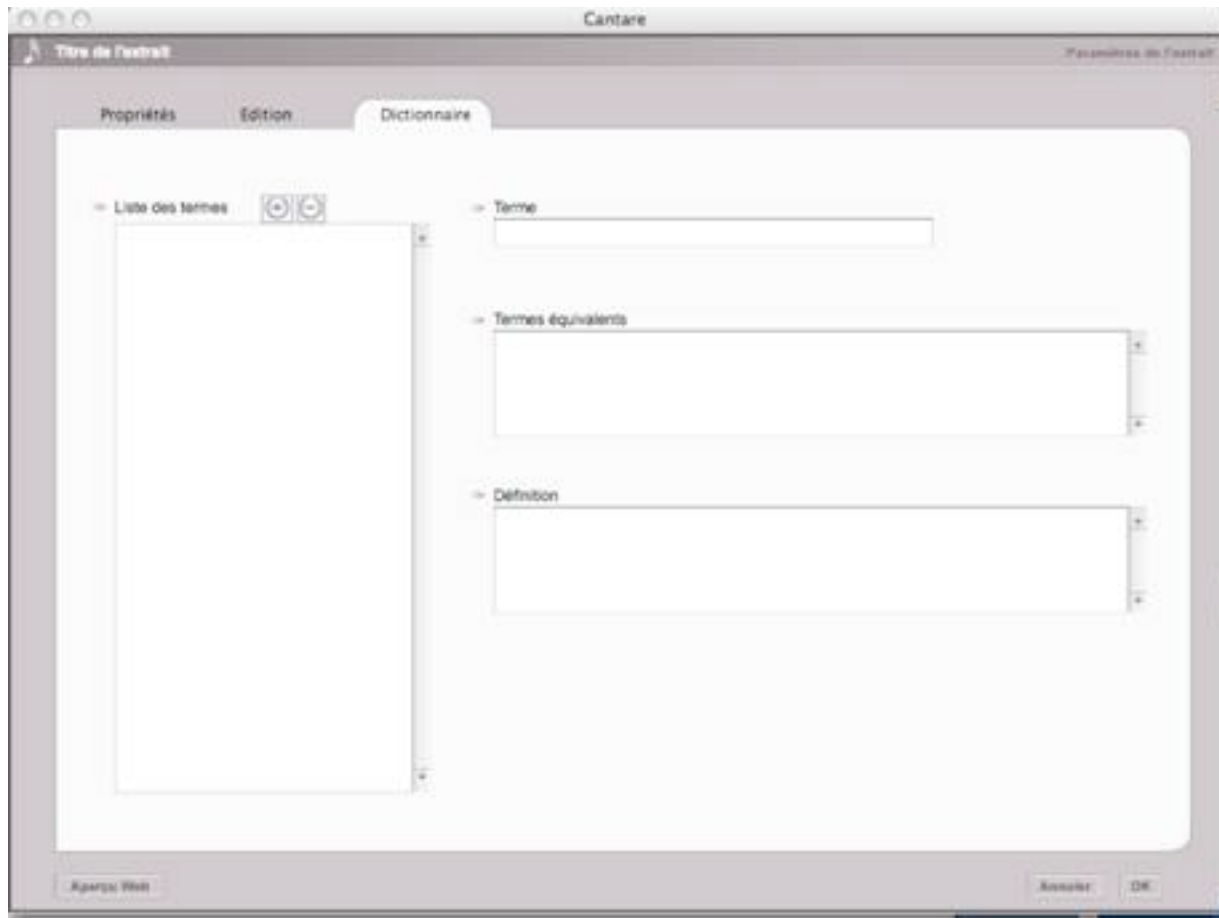 Cantare
Titre de l'extrait
Paramètres de l'extrait
Propriétés Edition Dictionnaire
Liste des termes
Terme
Termes équivalents
Définition
Aperçu Web
Annuler OK